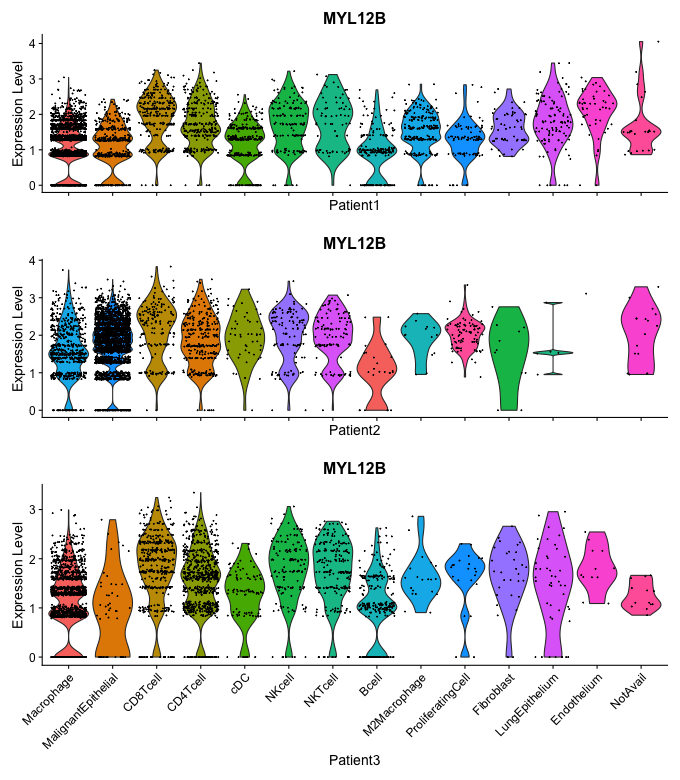 MYL12B
Expression Level
4
3
2
1
0
Patient1
MYL12B
Expression Level
4
3
2
1
0
Patient2
MYL12B
Expression Level
3
2
1
0
Macrophage
MalignantEpithelial
CD8Tcell
CD4Tcell
cDC
NKcell
NKTcell
Bcell
M2Macrophage
ProliferatingCell
Fibroblast
LungEpithelium
Endothelium
NotAvail
Patient3